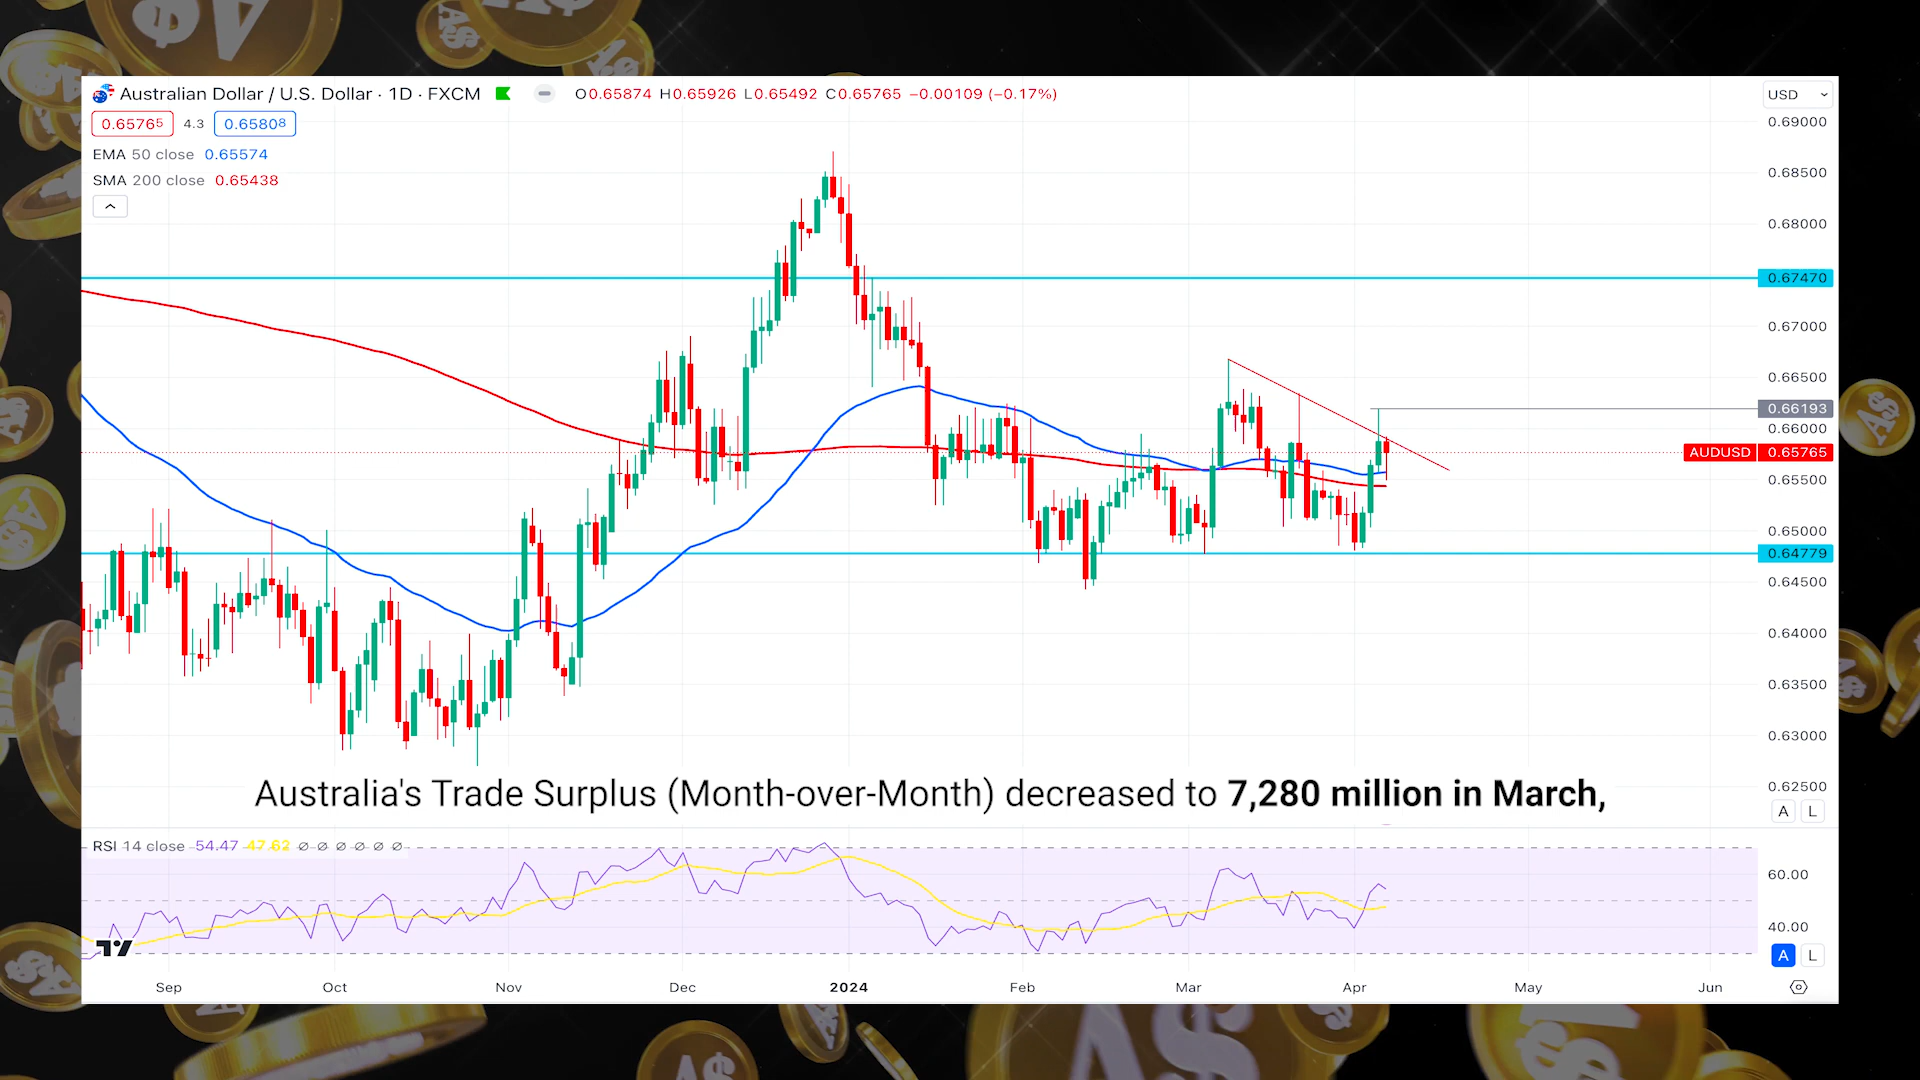 Australian Dollar / U.S. Dollar · 1D · FXCM O0.65874 H0.65926 L0.65492 C0.65765 −0.00109 (−0.17%)
USD
0.65765 4.3 0.65808
EMA 50 close 0.65574
SMA 200 close 0.65438
0.69000
0.68500
0.68000
0.67470
0.67000
0.66500
0.66193
0.66000
AUDUSD 0.65765
0.65500
0.65000
0.64779
0.64500
0.64000
0.63500
0.63000
0.62500
Australia's Trade Surplus (Month-over-Month) decreased to 7,280 million in March,
A L
RSI 14 close 54.47 47.62 ∅ ∅ ∅ ∅ ∅ ∅
60.00
40.00
A L
Sep Oct Nov Dec 2024 Feb Mar Apr May Jun